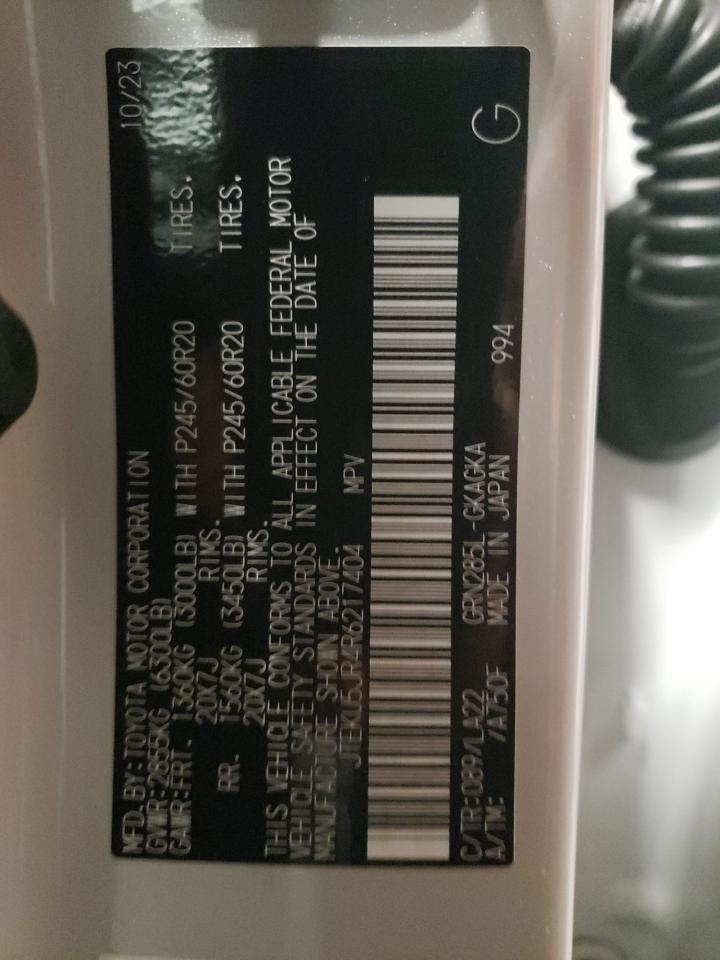 MFD.BY:TOYOTA MOTOR CORPORATION 10/23
GVWR:2855KG (6300LB)
GAWR:FRT. 1360KG (3000LB) WITH P245/60R20 TIRES,
20X7J RIMS.
RR. 1560KG (3450LB) WITH P245/60R20 TIRES,
20X7J RIMS.
THIS VEHICLE CONFORMS TO ALL APPLICABLE FEDERAL MOTOR
VEHICLE SAFETY STANDARDS IN EFFECT ON THE DATE OF
MANUFACTURE SHOWN ABOVE.
JTEKU5JR4R6217404 MPV
C/TR:089/LA22 GRN285L-GKAGKA
A/TM: /A750F MADE IN JAPAN 994
G